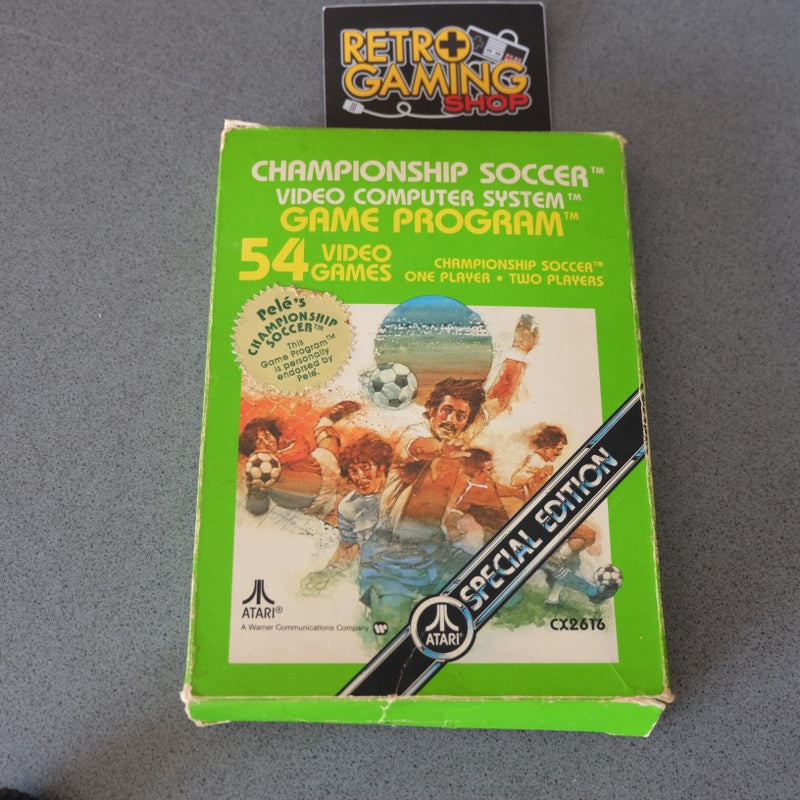 RETRO
GAMING
SHOP
CHAMPIONSHIP SOCCER™
VIDEO COMPUTER SYSTEM™
GAME PROGRAM™
54 VIDEO GAMES
CHAMPIONSHIP SOCCER™
ONE PLAYER • TWO PLAYERS
Pelé's
CHAMPIONSHIP
SOCCER™
This
Game Program™
is personally
endorsed by
Pelé.
SPECIAL EDITION
ATARI®
A Warner Communications Company
ATARI®
CX2616